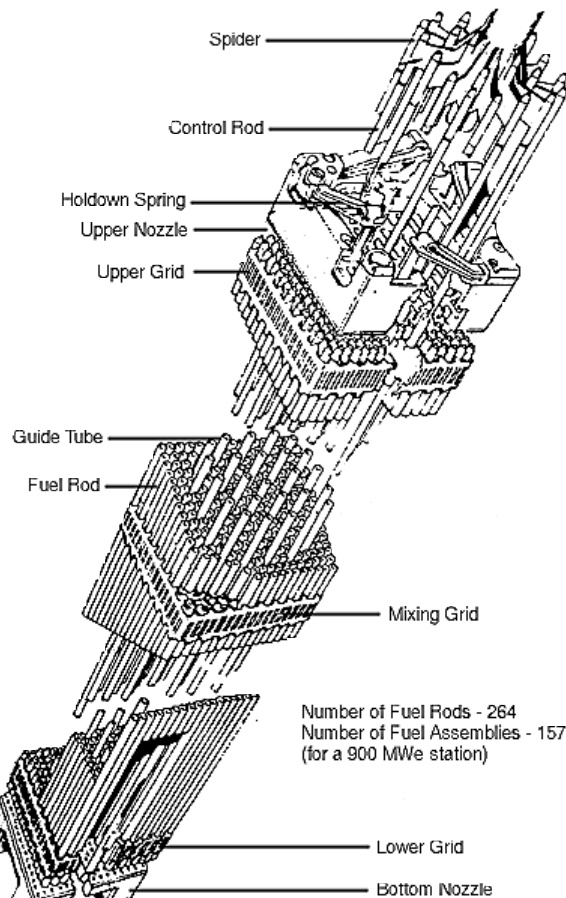 Spider
Control Rod
Holdown Spring
Upper Nozzle
Upper Grid
Guide Tube
Fuel Rod
Mixing Grid
Number of Fuel Rods - 264
Number of Fuel Assemblies - 157
(for a 900 MWe station)
Lower Grid
Bottom Nozzle